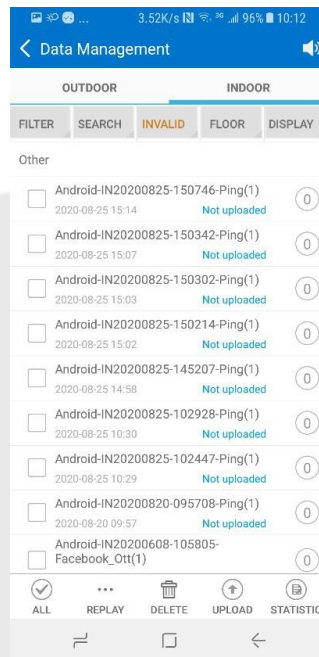 ... 3.52K/s 3G 96% 10:12
Data Management
OUTDOOR INDOOR
FILTER SEARCH INVALID FLOOR DISPLAY
Other
Android-IN20200825-150746-Ping(1)
0
2020-08-25 15:14 Not uploaded
Android-IN20200825-150342-Ping(1)
0
2020-08-25 15:07 Not uploaded
Android-IN20200825-150302-Ping(1)
0
2020-08-25 15:03 Not uploaded
Android-IN20200825-150214-Ping(1)
0
2020-08-25 15:02 Not uploaded
Android-IN20200825-145207-Ping(1)
0
2020-08-25 14:58 Not uploaded
Android-IN20200825-102928-Ping(1)
0
2020-08-25 10:30 Not uploaded
Android-IN20200825-102447-Ping(1)
0
2020-08-25 10:29 Not uploaded
Android-IN20200820-095708-Ping(1)
0
2020-08-20 09:57 Not uploaded
Android-IN20200608-105805-
Facebook_Ott(1)
0
ALL REPLAY DELETE UPLOAD STATISTIC